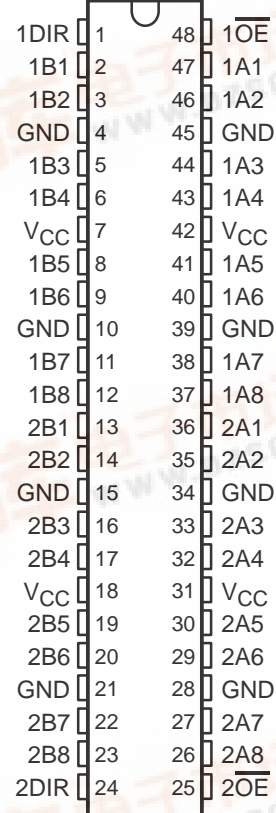 1DIR 1 48 1O̅E̅
1B1 2 47 1A1
1B2 3 46 1A2
GND 4 45 GND
1B3 5 44 1A3
1B4 6 43 1A4
VCC 7 42 VCC
1B5 8 41 1A5
1B6 9 40 1A6
GND 10 39 GND
1B7 11 38 1A7
1B8 12 37 1A8
2B1 13 36 2A1
2B2 14 35 2A2
GND 15 34 GND
2B3 16 33 2A3
2B4 17 32 2A4
VCC 18 31 VCC
2B5 19 30 2A5
2B6 20 29 2A6
GND 21 28 GND
2B7 22 27 2A7
2B8 23 26 2A8
2DIR 24 25 2O̅E̅